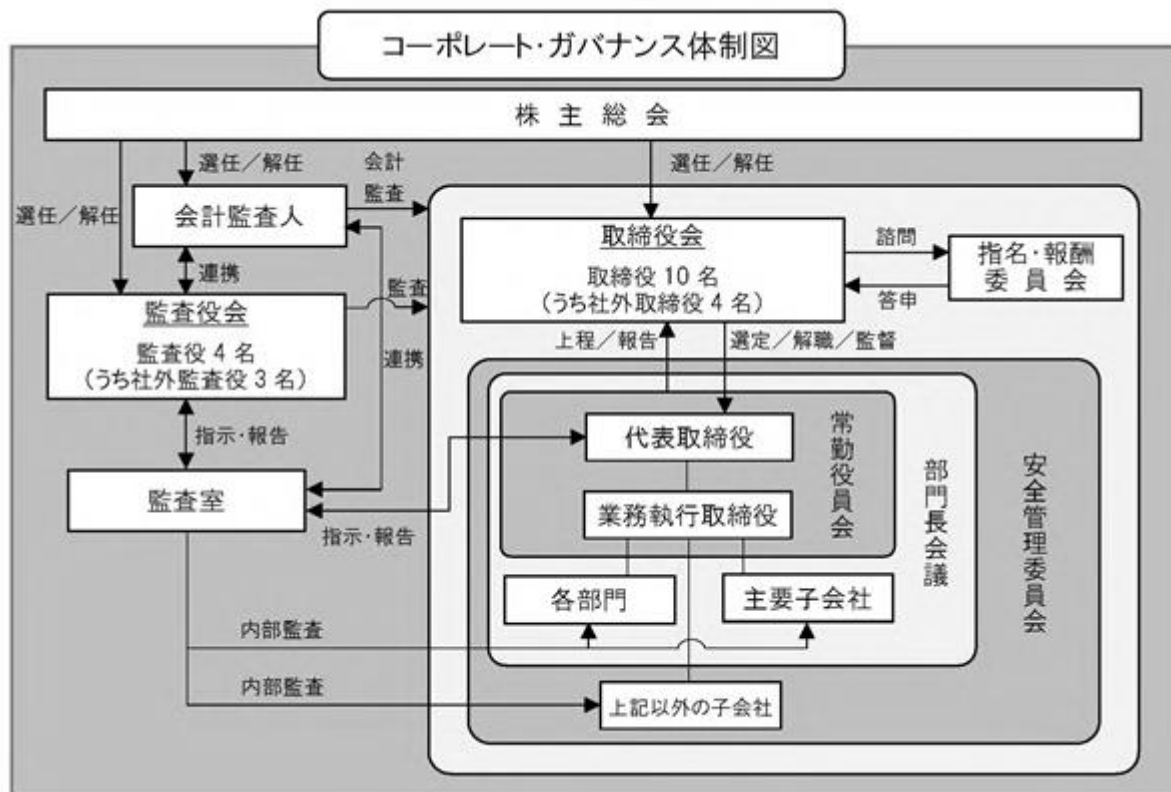 コーポレート・ガバナンス体制図
株主総会
選任／解任
選任／解任
会計
監査
選任／解任
会計監査人
連携
監査役会
監査役4名
（うち社外監査役3名）
監査
連携
指示・報告
監査室
指示・報告
内部監査
内部監査
取締役会
取締役10名
（うち社外取締役4名）
諮問
答申
指名・報酬
委員会
上程／報告
選定／解職／監督
代表取締役
業務執行取締役
常勤役員会
各部門
主要子会社
部門長会議
上記以外の子会社
安全管理委員会